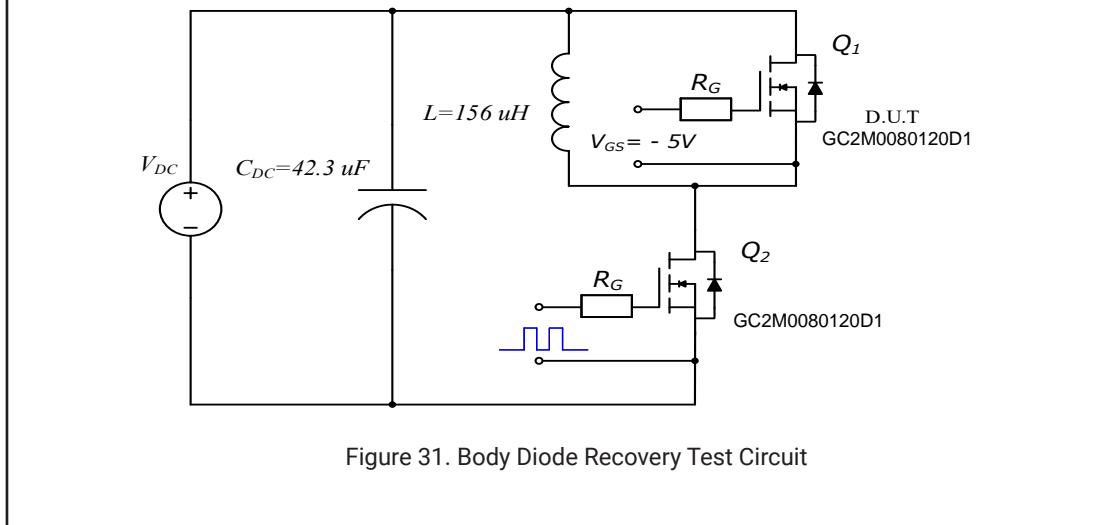 Q1
RG
L=156 uH
D.U.T
GC2M0080120D1
VGS= - 5V
VDC
CDC=42.3 uF
+
−
Q2
RG
GC2M0080120D1
Figure 31. Body Diode Recovery Test Circuit